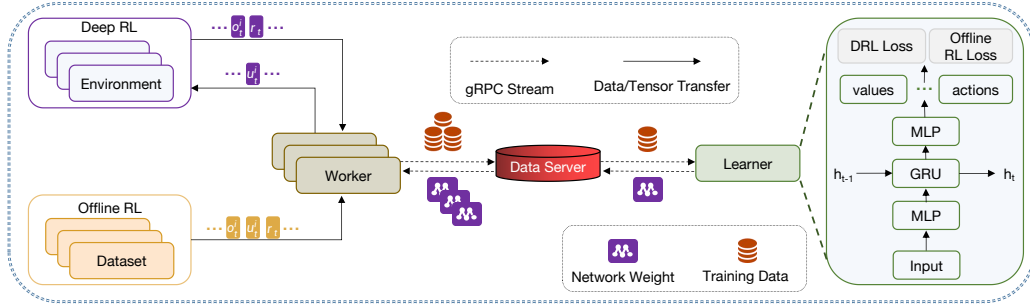 Deep RL
Environment
··· o_t^i r_t ···
··· u_t^i ···
Offline RL
Dataset
··· o_t^i u_t^i r_t ···
Worker
gRPC Stream
Data/Tensor Transfer
Data Server
Learner
Network Weight
Training Data
DRL Loss
Offline
RL Loss
values
···
actions
MLP
h_{t-1}
GRU
h_t
MLP
Input